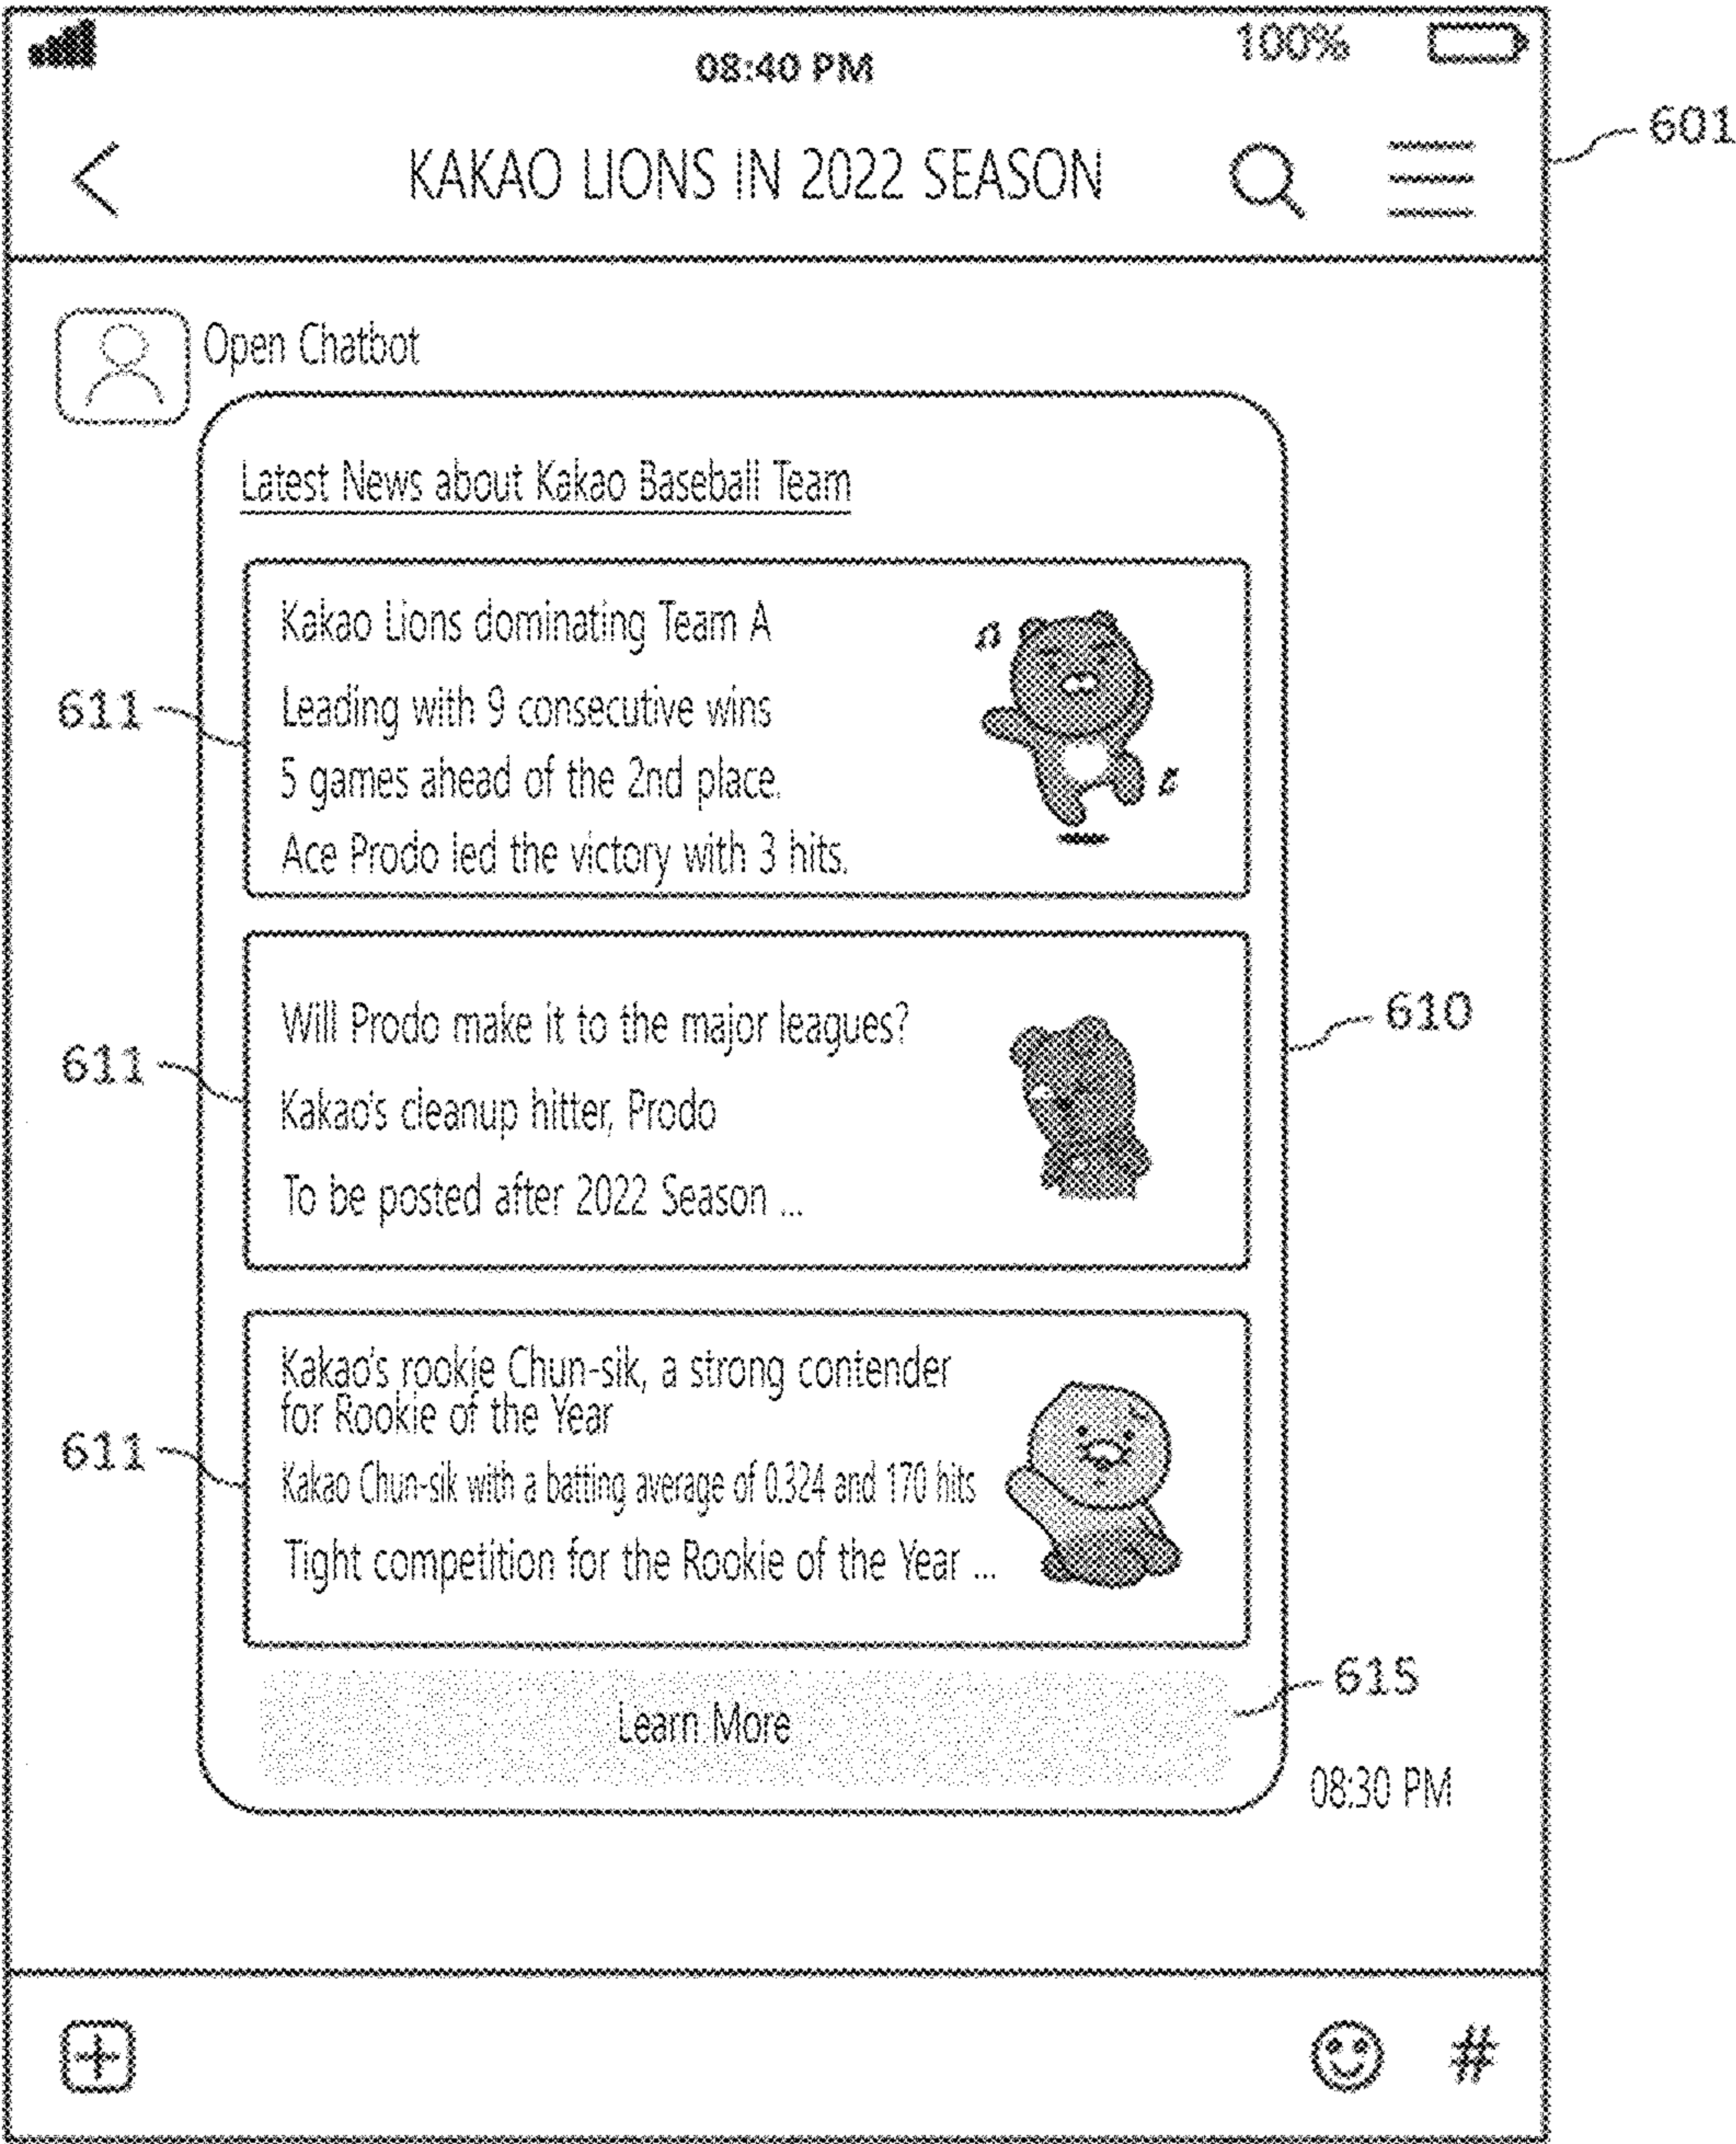 100%
08:40 PM
601
KAKAO LIONS IN 2022 SEASON
Open Chatbot
Latest News about Kakao Baseball Team
Kakao Lions dominating Team A
611
Leading with 9 consecutive wins
5 games ahead of the 2nd place.
Ace Prodo led the victory with 3 hits.
610
Will Prodo make it to the major leagues?
611
Kakao's cleanup hitter, Prodo
To be posted after 2022 Season ...
Kakao's rookie Chun-sik, a strong contender
for Rookie of the Year
611
Kakao Chun-sik with a batting average of 0.324 and 170 hits
Tight competition for the Rookie of the Year ...
615
Learn More
08:30 PM
#